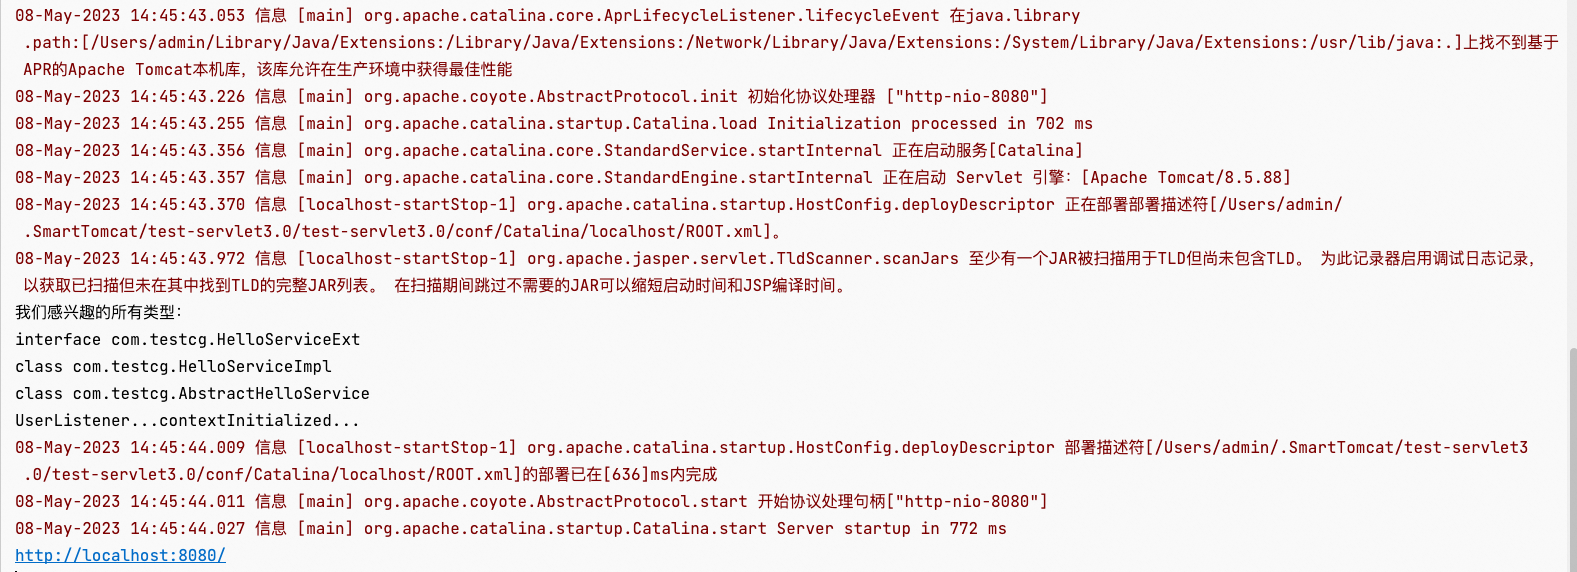 08-May-2023 14:45:43.053 信息 [main] org.apache.catalina.core.AprLifecycleListener.lifecycleEvent 在java.library
.path:[/Users/admin/Library/Java/Extensions:/Library/Java/Extensions:/Network/Library/Java/Extensions:/System/Library/Java/Extensions:/usr/lib/java:.]上找不到基于
APR的Apache Tomcat本机库，该库允许在生产环境中获得最佳性能
08-May-2023 14:45:43.226 信息 [main] org.apache.coyote.AbstractProtocol.init 初始化协议处理器 ["http-nio-8080"]
08-May-2023 14:45:43.255 信息 [main] org.apache.catalina.startup.Catalina.load Initialization processed in 702 ms
08-May-2023 14:45:43.356 信息 [main] org.apache.catalina.core.StandardService.startInternal 正在启动服务[Catalina]
08-May-2023 14:45:43.357 信息 [main] org.apache.catalina.core.StandardEngine.startInternal 正在启动 Servlet 引擎：[Apache Tomcat/8.5.88]
08-May-2023 14:45:43.370 信息 [localhost-startStop-1] org.apache.catalina.startup.HostConfig.deployDescriptor 正在部署部署描述符[/Users/admin/
.SmartTomcat/test-servlet3.0/test-servlet3.0/conf/Catalina/localhost/ROOT.xml]。
08-May-2023 14:45:43.972 信息 [localhost-startStop-1] org.apache.jasper.servlet.TldScanner.scanJars 至少有一个JAR被扫描用于TLD但尚未包含TLD。 为此记录器启用调试日志记录，
以获取已扫描但未在其中找到TLD的完整JAR列表。 在扫描期间跳过不需要的JAR可以缩短启动时间和JSP编译时间。
我们感兴趣的所有类型：
interface com.testcg.HelloServiceExt
class com.testcg.HelloServiceImpl
class com.testcg.AbstractHelloService
UserListener...contextInitialized...
08-May-2023 14:45:44.009 信息 [localhost-startStop-1] org.apache.catalina.startup.HostConfig.deployDescriptor 部署描述符[/Users/admin/.SmartTomcat/test-servlet3
.0/test-servlet3.0/conf/Catalina/localhost/ROOT.xml]的部署已在[636]ms内完成
08-May-2023 14:45:44.011 信息 [main] org.apache.coyote.AbstractProtocol.start 开始协议处理句柄["http-nio-8080"]
08-May-2023 14:45:44.027 信息 [main] org.apache.catalina.startup.Catalina.start Server startup in 772 ms
http://localhost:8080/